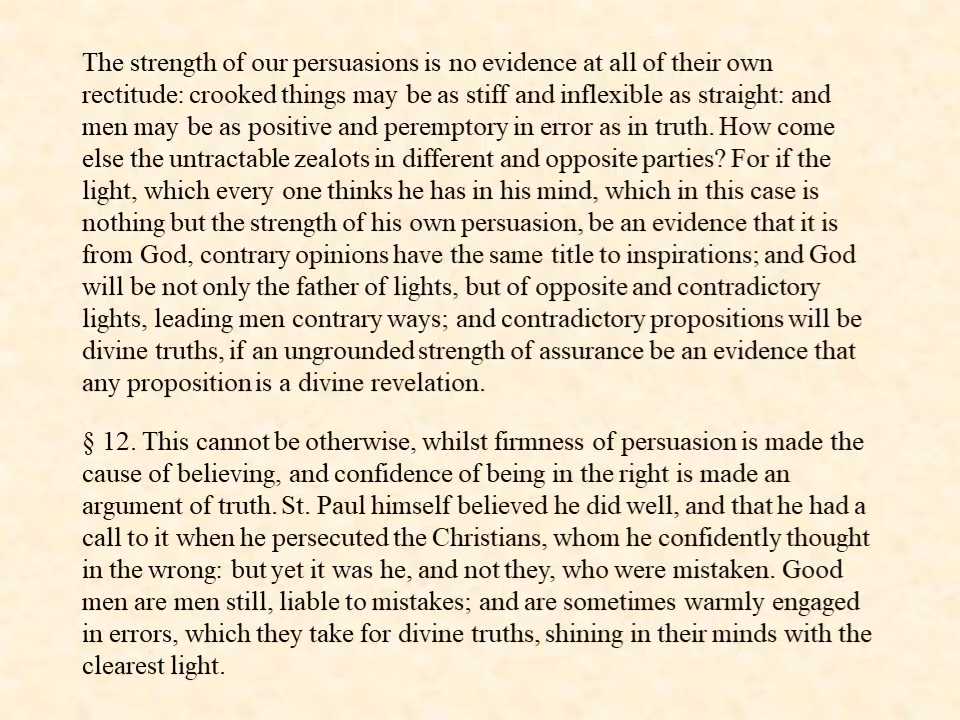 The strength of our persuasions is no evidence at all of their own
rectitude: crooked things may be as stiff and inflexible as straight: and
men may be as positive and peremptory in error as in truth. How come
else the untractable zealots in different and opposite parties? For if the
light, which every one thinks he has in his mind, which in this case is
nothing but the strength of his own persuasion, be an evidence that it is
from God, contrary opinions have the same title to inspirations; and God
will be not only the father of lights, but of opposite and contradictory
lights, leading men contrary ways; and contradictory propositions will be
divine truths, if an ungrounded strength of assurance be an evidence that
any proposition is a divine revelation.
§ 12. This cannot be otherwise, whilst firmness of persuasion is made the
cause of believing, and confidence of being in the right is made an
argument of truth. St. Paul himself believed he did well, and that he had a
call to it when he persecuted the Christians, whom he confidently thought
in the wrong: but yet it was he, and not they, who were mistaken. Good
men are men still, liable to mistakes; and are sometimes warmly engaged
in errors, which they take for divine truths, shining in their minds with the
clearest light.